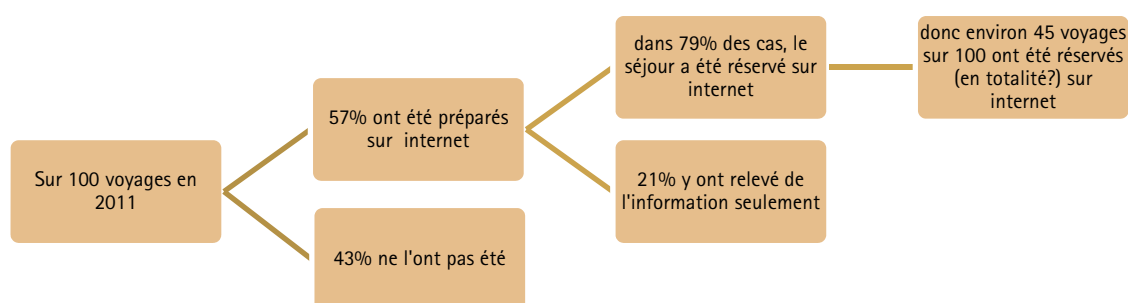 Sur 100 voyages en
2011
57% ont été préparés
sur internet
43% ne l'ont pas été
dans 79% des cas, le
séjour a été réservé sur
internet
21% y ont relevé de
l'information seulement
donc environ 45 voyages
sur 100 ont été réservés
(en totalité?) sur
internet